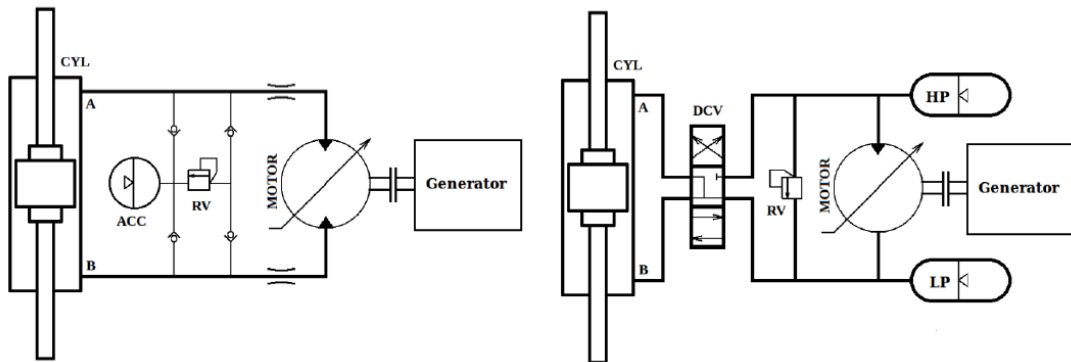 CYL
A
ACC
RV
MOTOR
Generator
B
CYL
A
DCV
HP
RV
MOTOR
Generator
B
LP